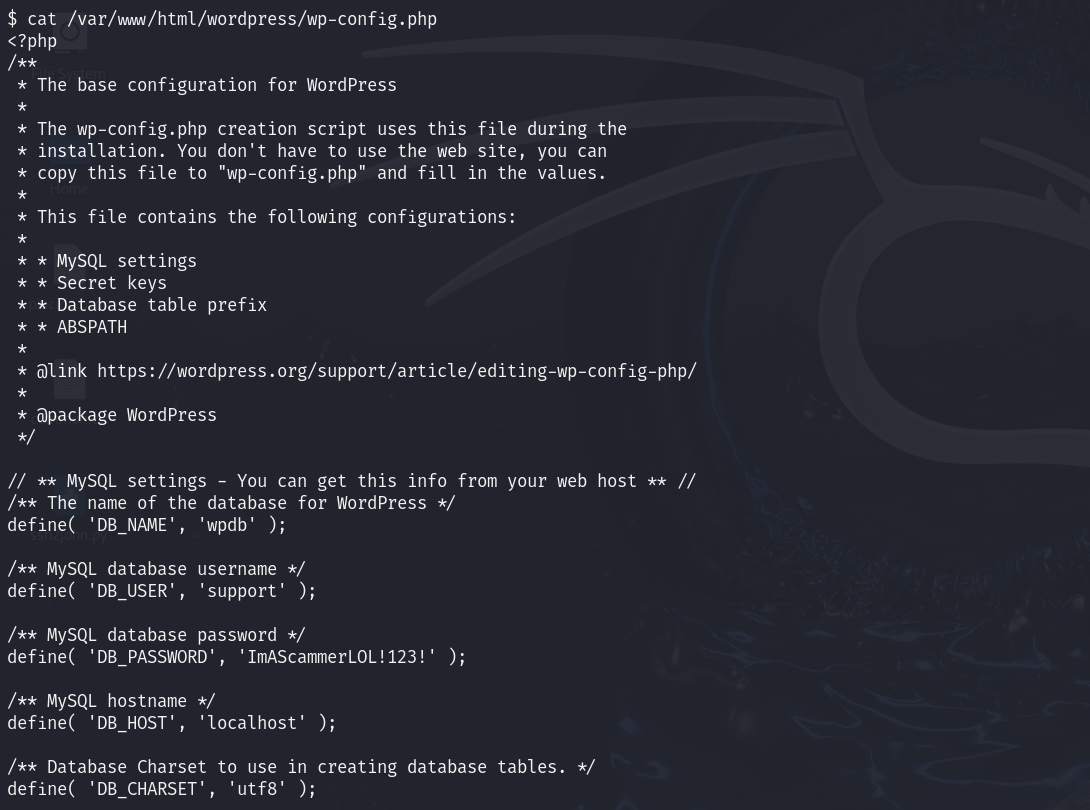 $ cat /var/www/html/wordpress/wp-config.php
<?php
/**
 * The base configuration for WordPress
 *
 * The wp-config.php creation script uses this file during the
 * installation. You don't have to use the web site, you can
 * copy this file to "wp-config.php" and fill in the values.
 *
 * This file contains the following configurations:
 *
 * * MySQL settings
 * * Secret keys
 * * Database table prefix
 * * ABSPATH
 *
 * @link https://wordpress.org/support/article/editing-wp-config-php/
 *
 * @package WordPress
 */

// ** MySQL settings - You can get this info from your web host ** //
/** The name of the database for WordPress */
define( 'DB_NAME', 'wpdb' );

/** MySQL database username */
define( 'DB_USER', 'support' );

/** MySQL database password */
define( 'DB_PASSWORD', 'ImAScammerLOL!123!' );

/** MySQL hostname */
define( 'DB_HOST', 'localhost' );

/** Database Charset to use in creating database tables. */
define( 'DB_CHARSET', 'utf8' );
File System
Home
ssh2john.py